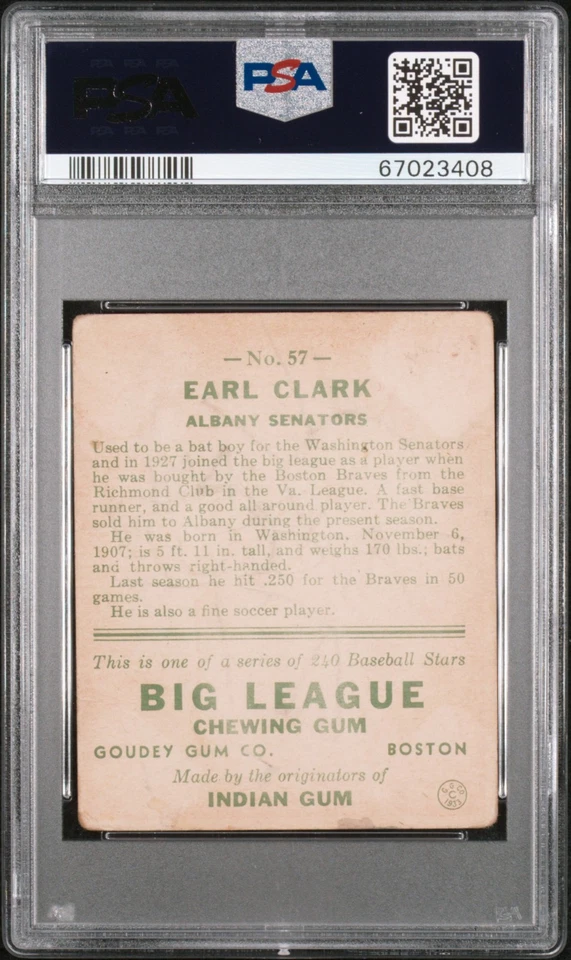 PSA
PSA
67023408
— No. 57 —
EARL CLARK
ALBANY SENATORS
Used to be a bat boy for the Washington Senators
and in 1927 joined the big league as a player when
he was bought by the Boston Braves from the
Richmond Club in the Va. League. A fast base
runner, and a good all around player. The Braves
sold him to Albany during the present season.
He was born in Washington, November 6,
1907; is 5 ft. 11 in. tall, and weighs 170 lbs.; bats
and throws right-handed.
Last season he hit .250 for the Braves in 50
games.
He is also a fine soccer player.
This is one of a series of 240 Baseball Stars
BIG LEAGUE
CHEWING GUM
GOUDEY GUM CO. BOSTON
Made by the originators of
INDIAN GUM
G. G. CO.
C
1933